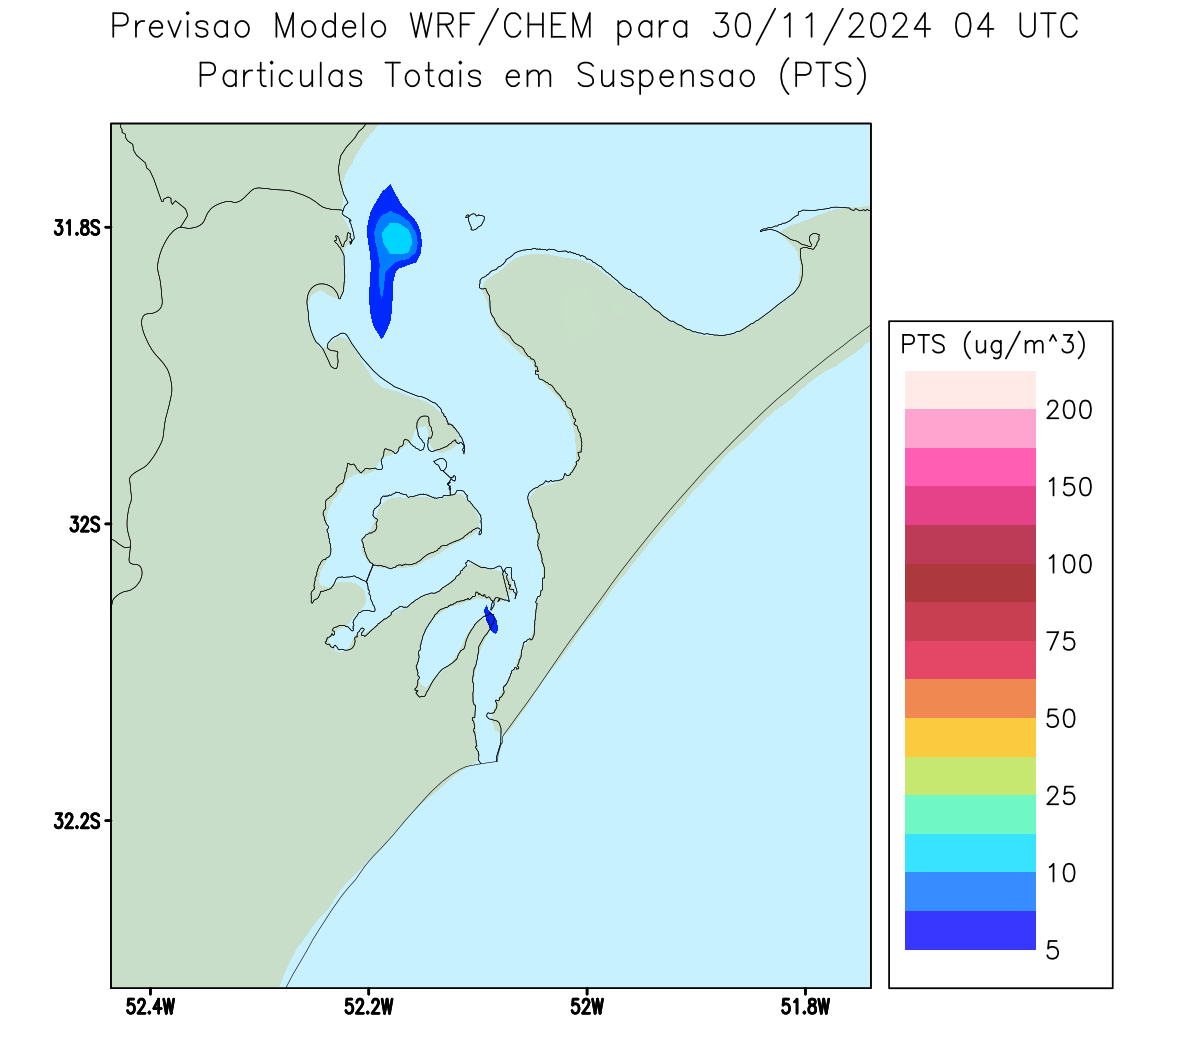 Previsao Modelo WRF/CHEM para 30/11/2024 04 UTC
Particulas Totais em Suspensao (PTS)
31.8S
32S
32.2S
52.4W
52.2W
52W
51.8W
PTS (ug/m^3)
200
150
100
75
50
25
10
5